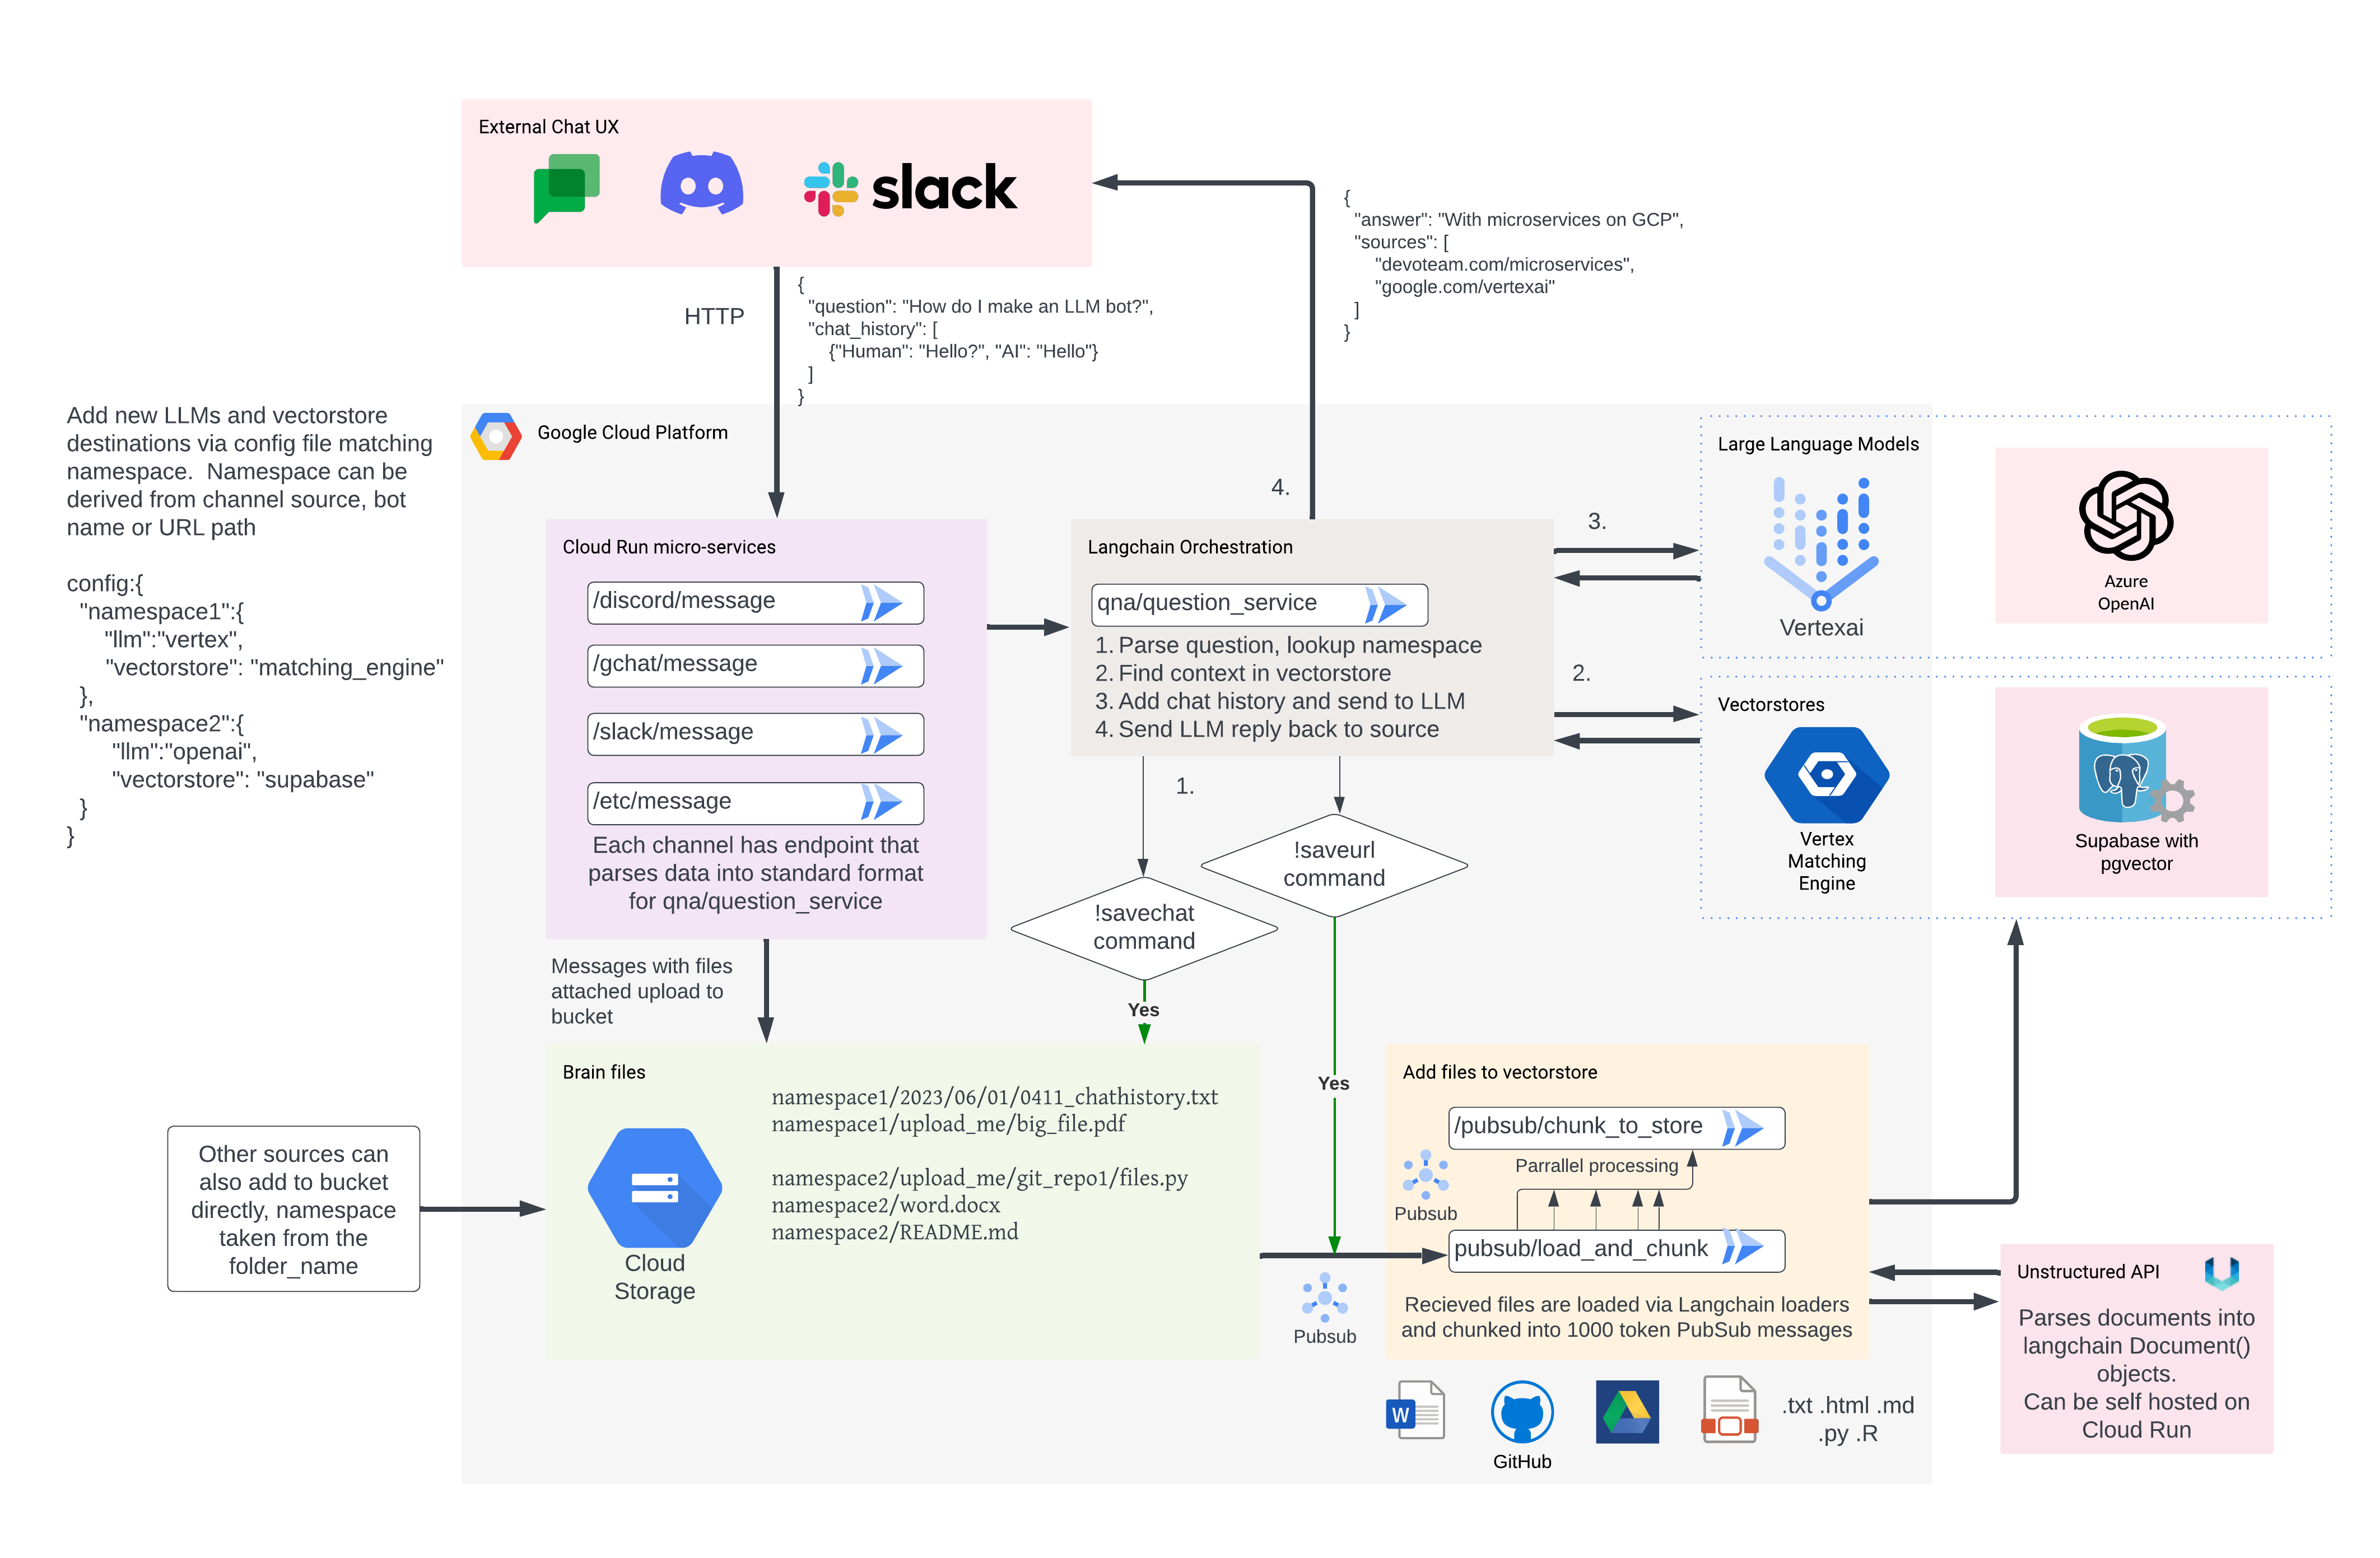 External Chat UX
slack
HTTP
{
"question": "How do I make an LLM bot?",
"chat_history": [
{"Human": "Hello?", "AI": "Hello"}
]
}
{
"answer": "With microservices on GCP",
"sources": [
"devoteam.com/microservices",
"google.com/vertexai"
]
}
Add new LLMs and vectorstore
destinations via config file matching
namespace.  Namespace can be
derived from channel source, bot
name or URL path
config:{
"namespace1":{
"llm":"vertex",
"vectorstore": "matching_engine"
},
"namespace2":{
"llm":"openai",
"vectorstore": "supabase"
}
}
Google Cloud Platform
Cloud Run micro-services
/discord/message
/gchat/message
/slack/message
/etc/message
Each channel has endpoint that
parses data into standard format
for qna/question_service
4.
Langchain Orchestration
qna/question_service
1. Parse question, lookup namespace
2. Find context in vectorstore
3. Add chat history and send to LLM
4. Send LLM reply back to source
3.
2.
1.
Large Language Models
Vertexai
Azure
OpenAI
Vectorstores
Vertex
Matching
Engine
Supabase with
pgvector
!saveurl
command
!savechat
command
Yes
Yes
Messages with files
attached upload to
bucket
Other sources can
also add to bucket
directly, namespace
taken from the
folder_name
Brain files
Cloud
Storage
namespace1/2023/06/01/0411_chathistory.txt
namespace1/upload_me/big_file.pdf
namespace2/upload_me/git_repo1/files.py
namespace2/word.docx
namespace2/README.md
Pubsub
Add files to vectorstore
/pubsub/chunk_to_store
Parrallel processing
Pubsub
pubsub/load_and_chunk
Recieved files are loaded via Langchain loaders
and chunked into 1000 token PubSub messages
W
GitHub
.txt .html .md
.py .R
Unstructured API
Parses documents into
langchain Document()
objects.
Can be self hosted on
Cloud Run